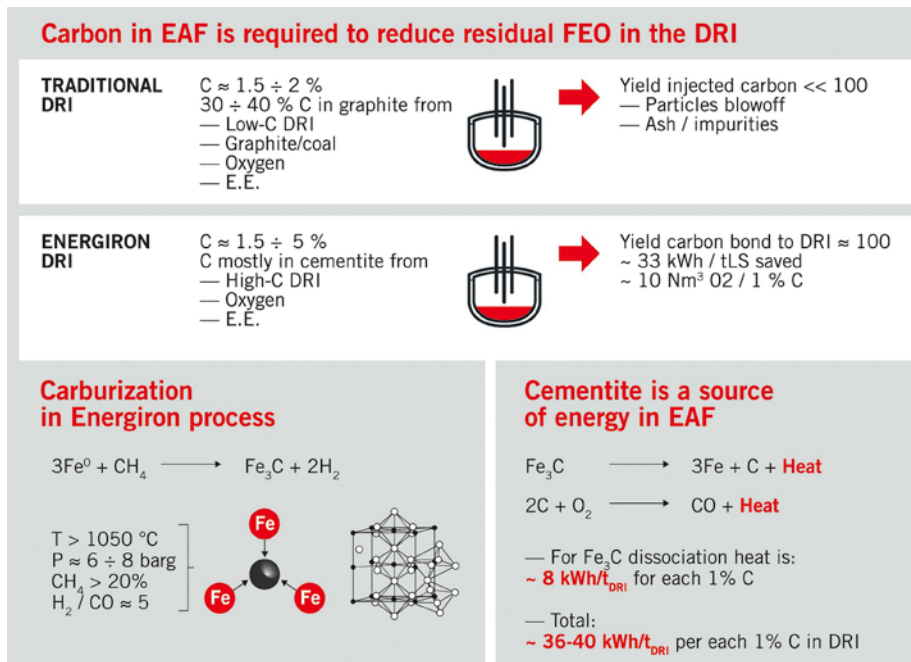 Carbon in EAF is required to reduce residual FEO in the DRI
TRADITIONAL
DRI
C ≈ 1.5 ÷ 2 %
30 ÷ 40 % C in graphite from
— Low-C DRI
— Graphite/coal
— Oxygen
— E.E.
Yield injected carbon << 100
— Particles blowoff
— Ash / impurities
ENERGIRON
DRI
C ≈ 1.5 ÷ 5 %
C mostly in cementite from
— High-C DRI
— Oxygen
— E.E.
Yield carbon bond to DRI ≈ 100
~ 33 kWh / tLS saved
~ 10 Nm³ O2 / 1 % C
Carburization
in Energiron process
3Fe⁰ + CH₄ ⟶ Fe₃C + 2H₂
T > 1050 °C
P ≈ 6 ÷ 8 barg
CH₄ > 20%
H₂ / CO ≈ 5
Fe
Fe
Fe
Cementite is a source
of energy in EAF
Fe₃C ⟶ 3Fe + C + Heat
2C + O₂ ⟶ CO + Heat
— For Fe₃C dissociation heat is:
~ 8 kWh/t_DRI for each 1% C
— Total:
~ 36-40 kWh/t_DRI per each 1% C in DRI